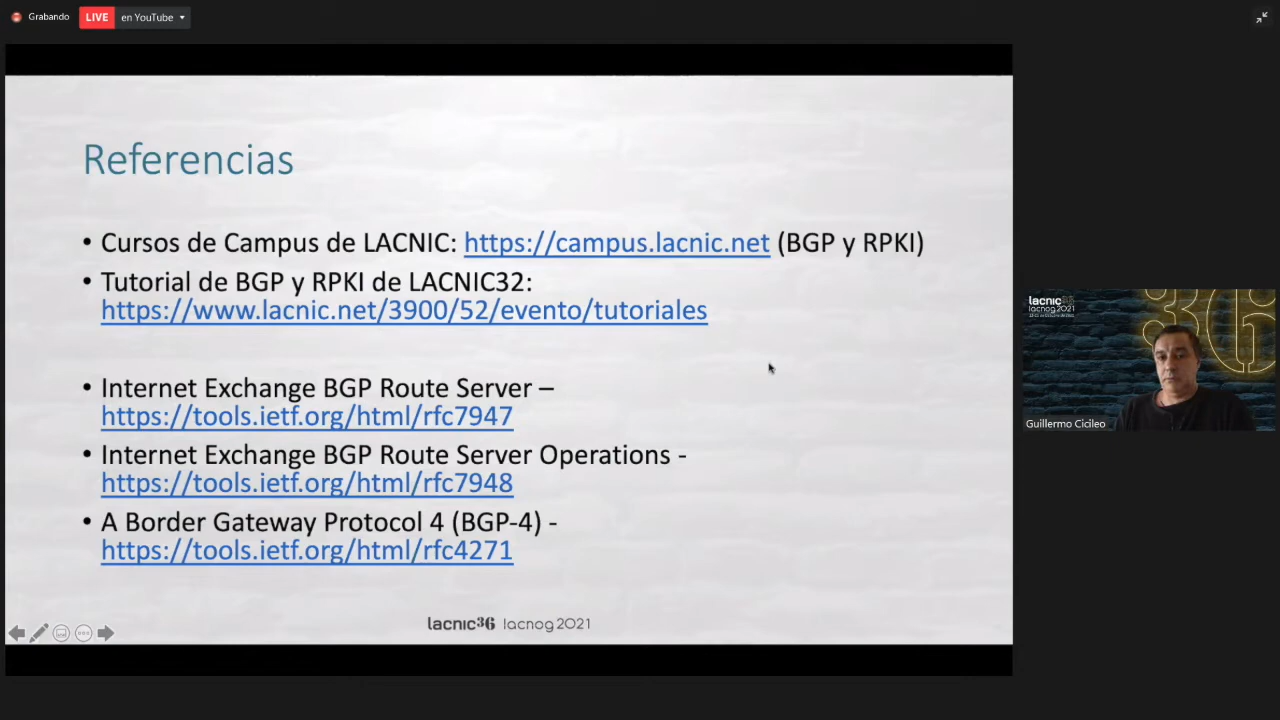 Grabando
LIVE en YouTube
Referencias
• Cursos de Campus de LACNIC: https://campus.lacnic.net (BGP y RPKI)
• Tutorial de BGP y RPKI de LACNIC32:
https://www.lacnic.net/3900/52/evento/tutoriales
• Internet Exchange BGP Route Server –
https://tools.ietf.org/html/rfc7947
• Internet Exchange BGP Route Server Operations -
https://tools.ietf.org/html/rfc7948
• A Border Gateway Protocol 4 (BGP-4) -
https://tools.ietf.org/html/rfc4271
lacnic36 lacnog 2021
lacnic36
lacnog2021
36
Guillermo Cicileo